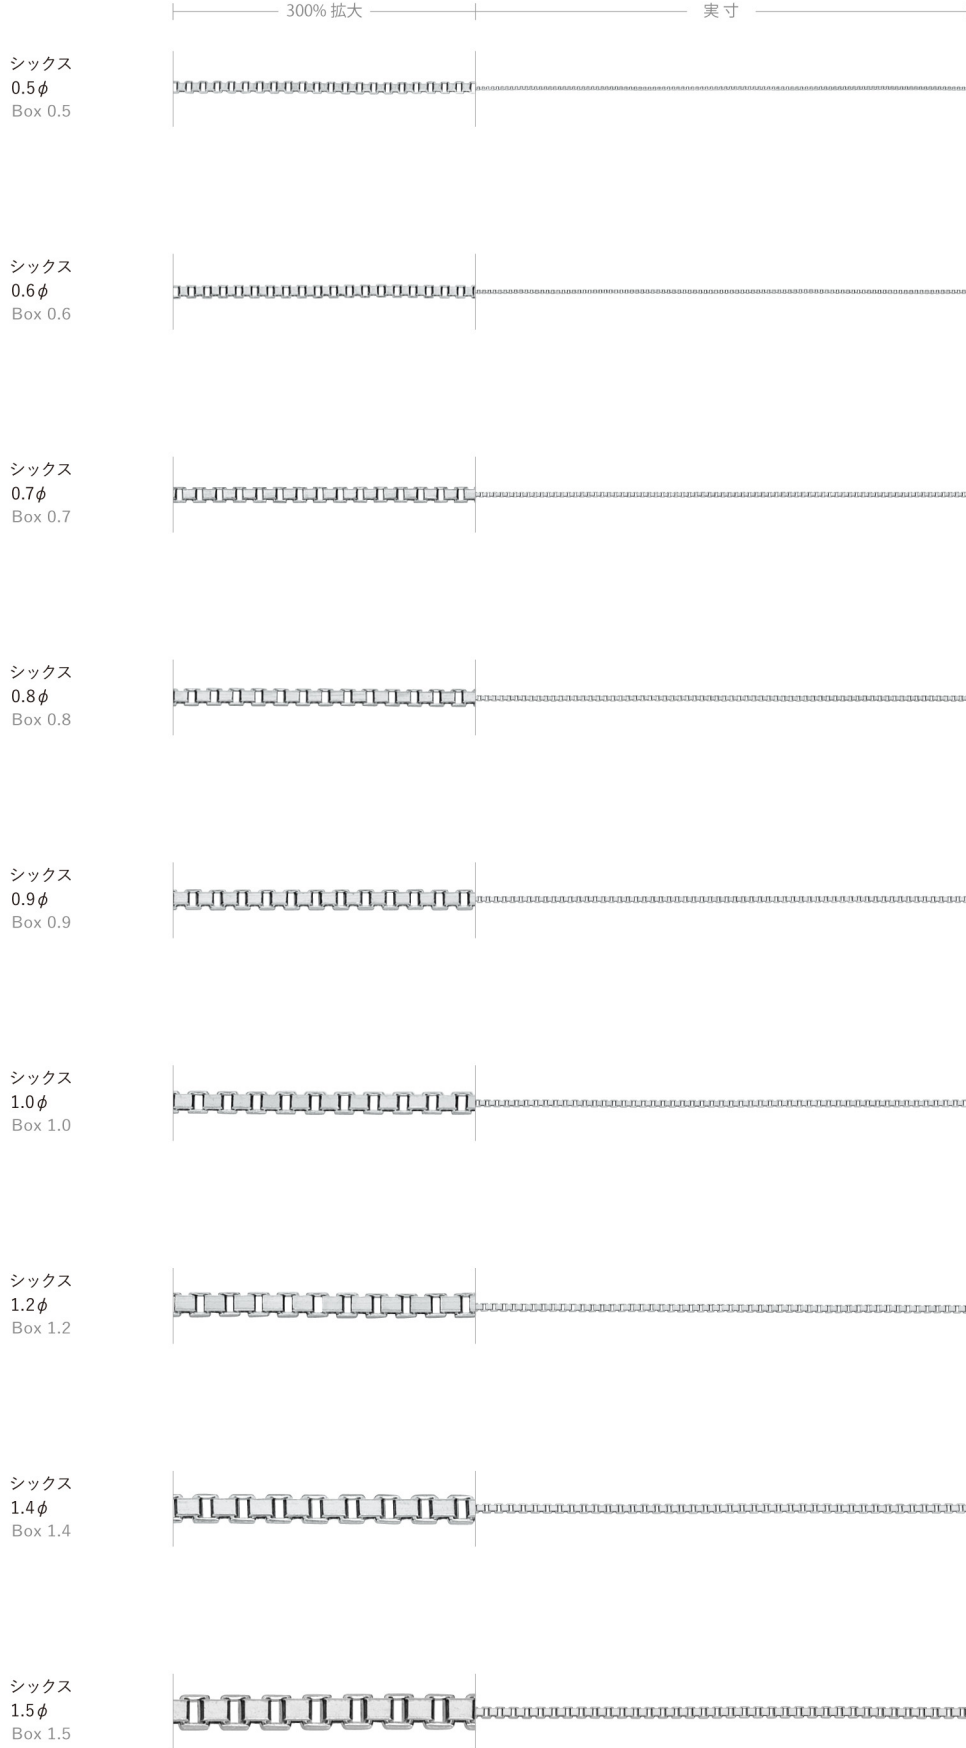 300% 拡大
実 寸
シックス
0.5φ
Box 0.5
シックス
0.6φ
Box 0.6
シックス
0.7φ
Box 0.7
シックス
0.8φ
Box 0.8
シックス
0.9φ
Box 0.9
シックス
1.0φ
Box 1.0
シックス
1.2φ
Box 1.2
シックス
1.4φ
Box 1.4
シックス
1.5φ
Box 1.5